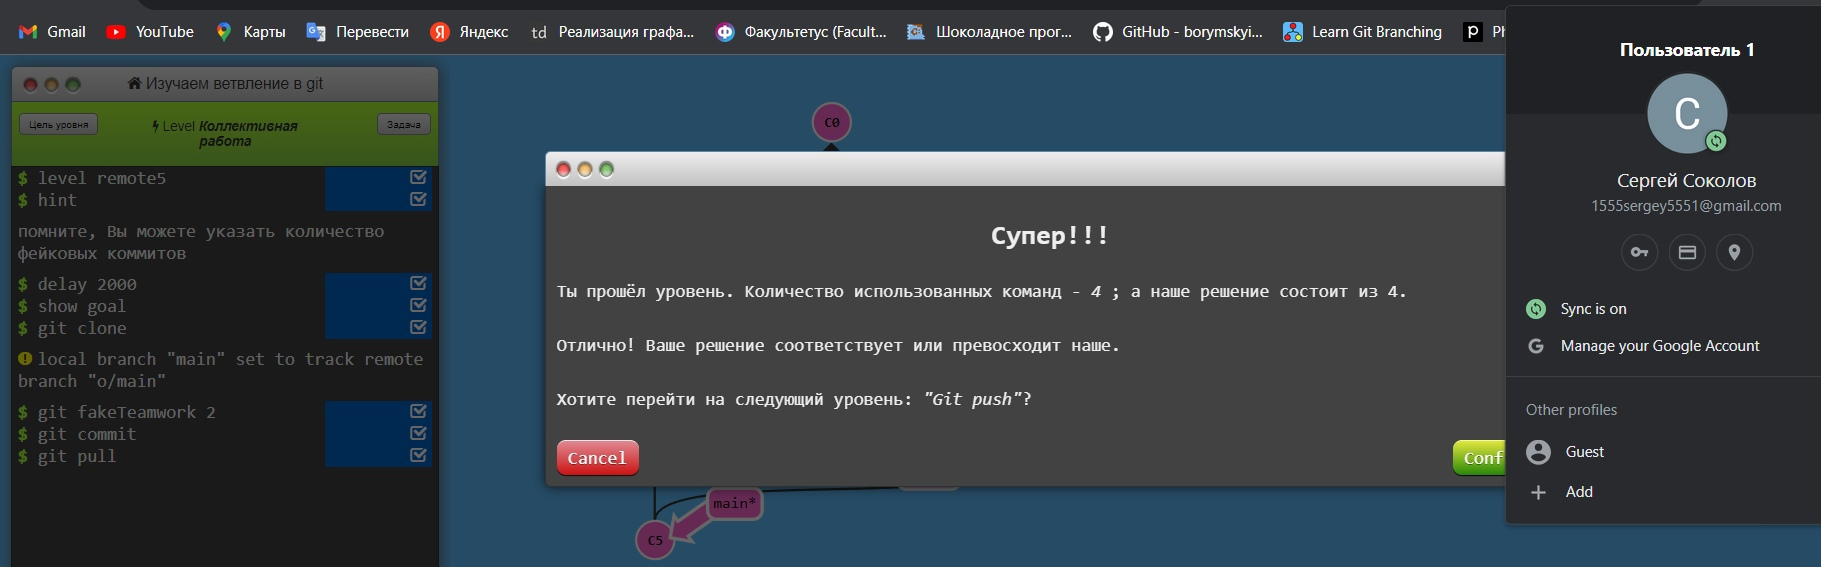 Gmail YouTube Карты Перевести Яндекс td Реализация графа... Факультетус (Facult... Шоколадное прог... GitHub - borymskyi... Learn Git Branching
Изучаем ветвление в git
Цель уровня
Level Коллективная
работа
Задача
$ level remote5
$ hint
помните, Вы можете указать количество
фейковых коммитов
$ delay 2000
$ show goal
$ git clone
local branch "main" set to track remote
branch "o/main"
$ git fakeTeamwork 2
$ git commit
$ git pull
C0
Супер!!!
Ты прошёл уровень. Количество использованных команд - 4 ; а наше решение состоит из 4.
Отлично! Ваше решение соответствует или превосходит наше.
Хотите перейти на следующий уровень: "Git push"?
Cancel
Conf
main*
C5
Пользователь 1
C
Сергей Соколов
1555sergey5551@gmail.com
Sync is on
Manage your Google Account
Other profiles
Guest
Add